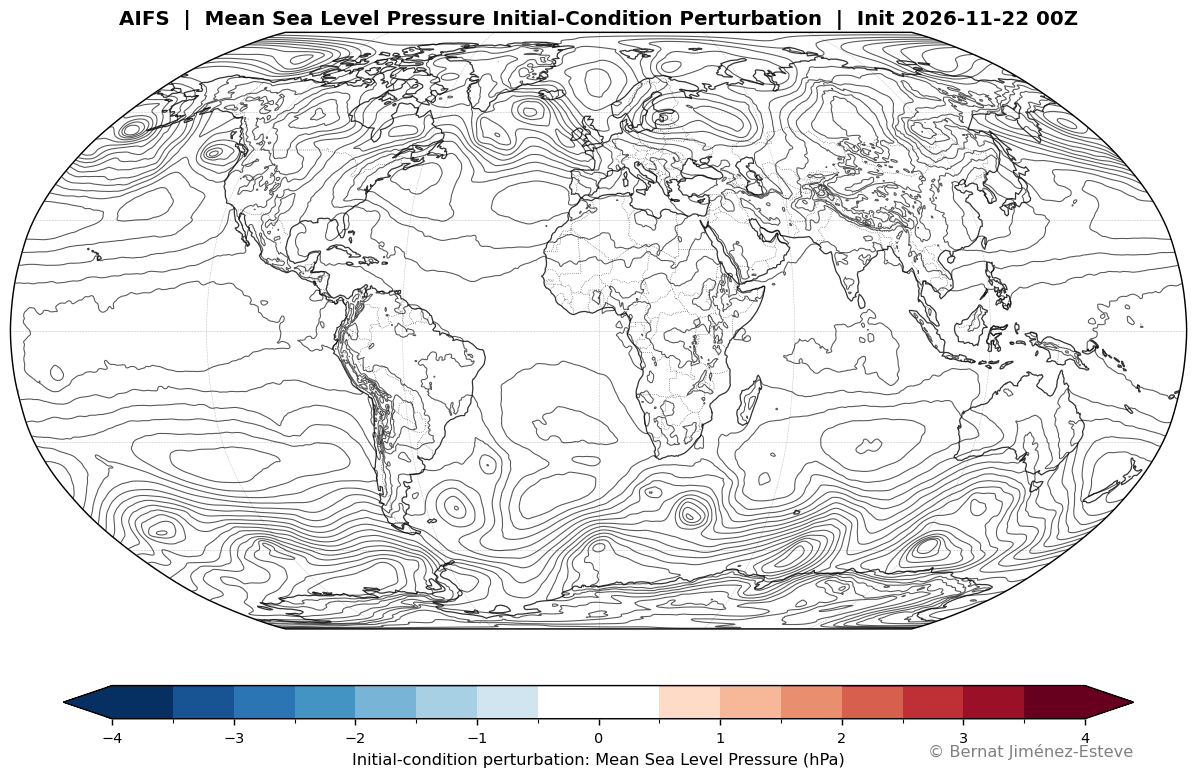 AIFS | Mean Sea Level Pressure Initial-Condition Perturbation | Init 2026-11-22 00Z
−4 −3 −2 −1 0 1 2 3 4
Initial-condition perturbation: Mean Sea Level Pressure (hPa)
© Bernat Jiménez-Esteve